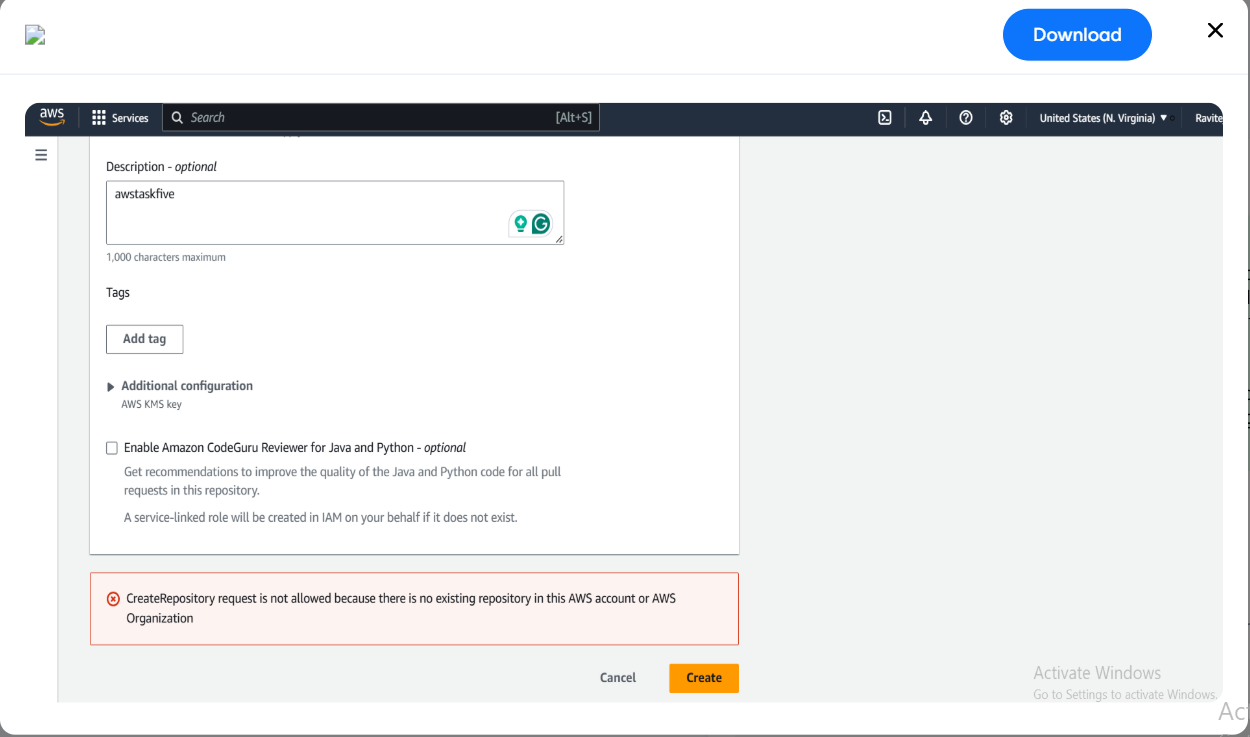 Download
aws
Services
Search
[Alt+S]
United States (N. Virginia)
Ravite
Description - optional
awstaskfive
1,000 characters maximum
Tags
Add tag
Additional configuration
AWS KMS key
Enable Amazon CodeGuru Reviewer for Java and Python - optional
Get recommendations to improve the quality of the Java and Python code for all pull
requests in this repository.
A service-linked role will be created in IAM on your behalf if it does not exist.
CreateRepository request is not allowed because there is no existing repository in this AWS account or AWS
Organization
Cancel
Create
Activate Windows
Go to Settings to activate Windows.
Act